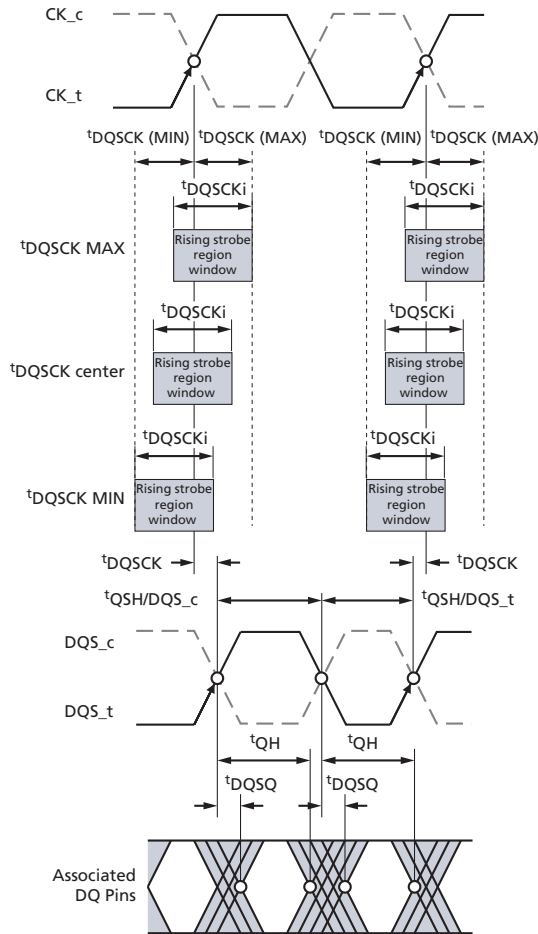 CK_c
CK_t
tDQSCK (MIN) tDQSCK (MAX) tDQSCK (MIN) tDQSCK (MAX)
tDQSCKi tDQSCKi
tDQSCK MAX
Rising strobe
region
window
Rising strobe
region
window
tDQSCKi tDQSCKi
tDQSCK center
Rising strobe
region
window
Rising strobe
region
window
tDQSCKi tDQSCKi
tDQSCK MIN
Rising strobe
region
window
Rising strobe
region
window
tDQSCK tDQSCK
tQSH/DQS_c tQSH/DQS_t
DQS_c
DQS_t
tQH tQH
tDQSQ tDQSQ
Associated
DQ Pins